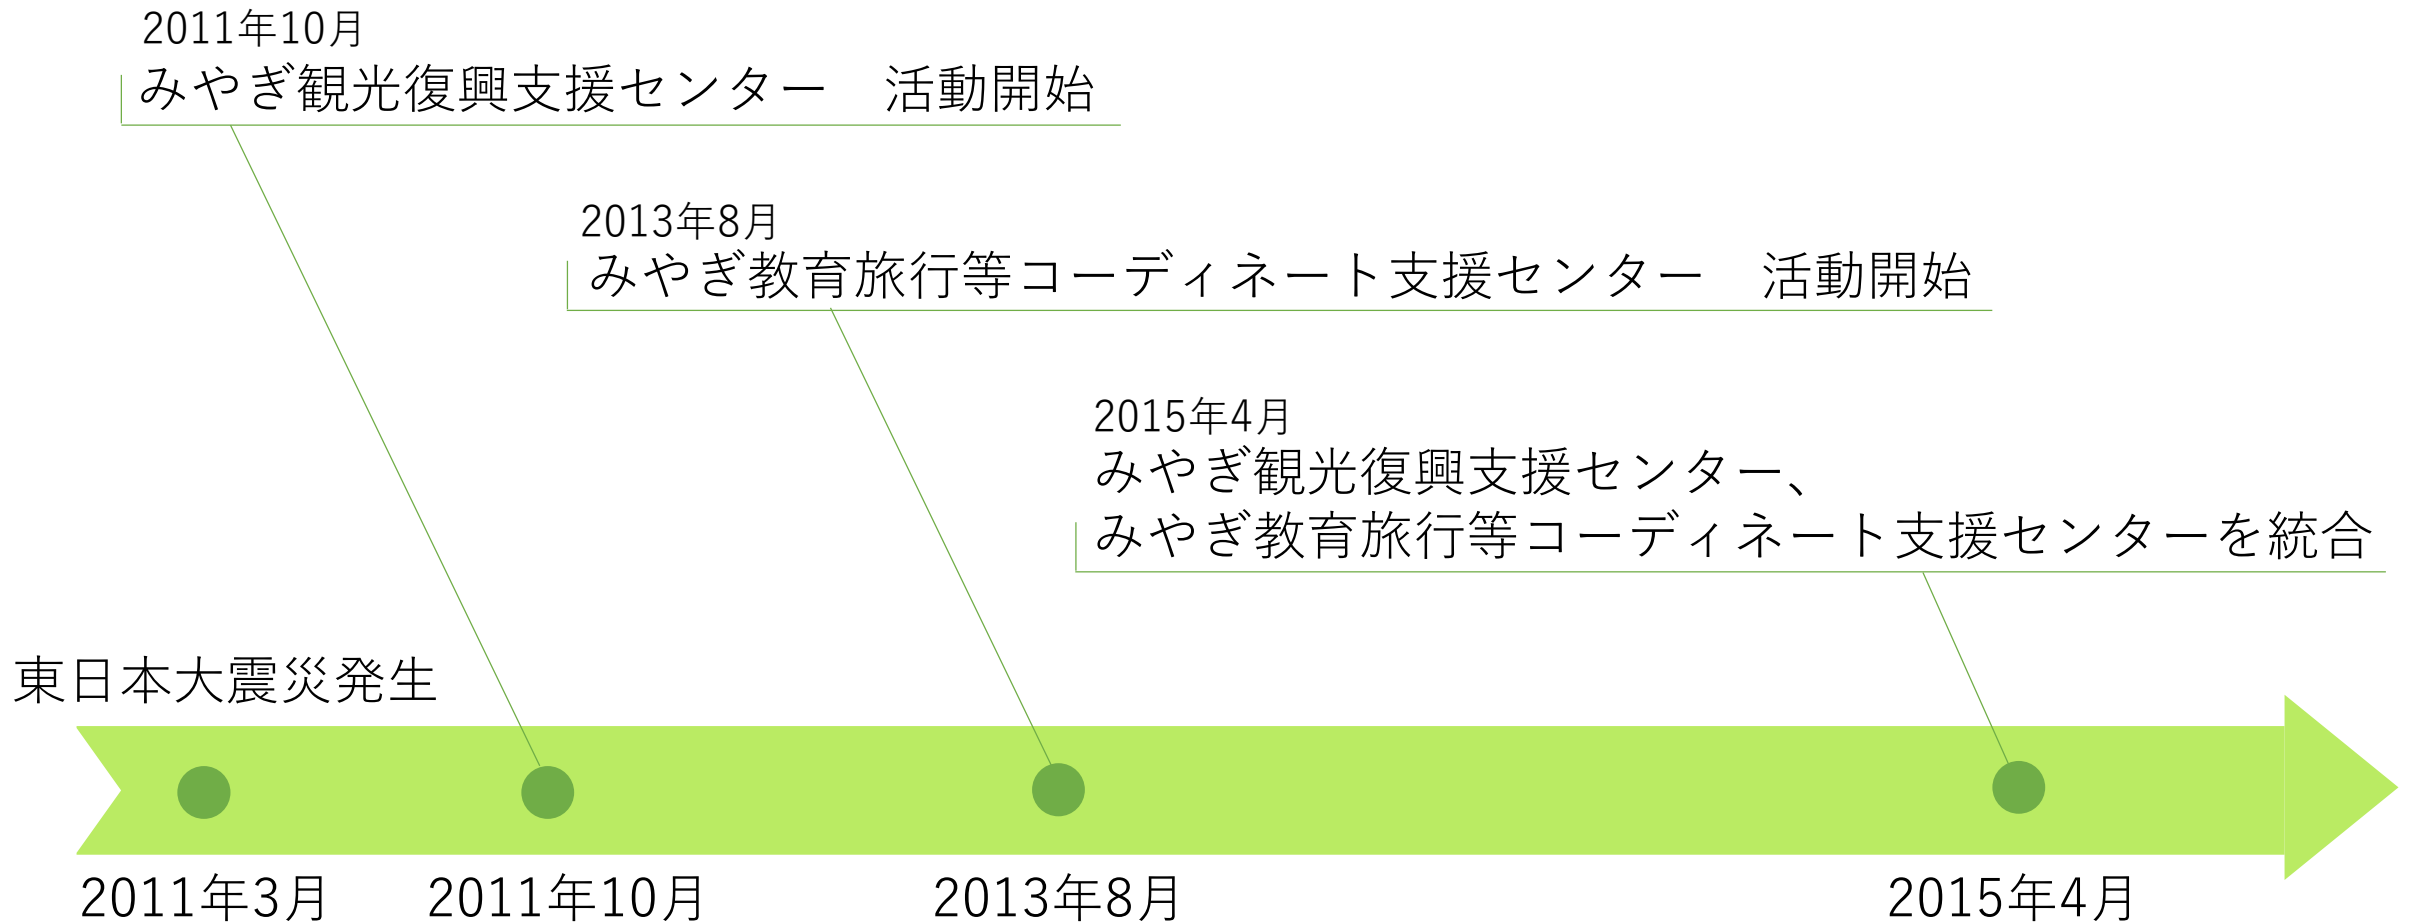 2011年10月
みやぎ観光復興支援センター　活動開始
2013年8月
みやぎ教育旅行等コーディネート支援センター　活動開始
2015年4月
みやぎ観光復興支援センター、
みやぎ教育旅行等コーディネート支援センターを統合
東日本大震災発生
2011年3月
2011年10月
2013年8月
2015年4月